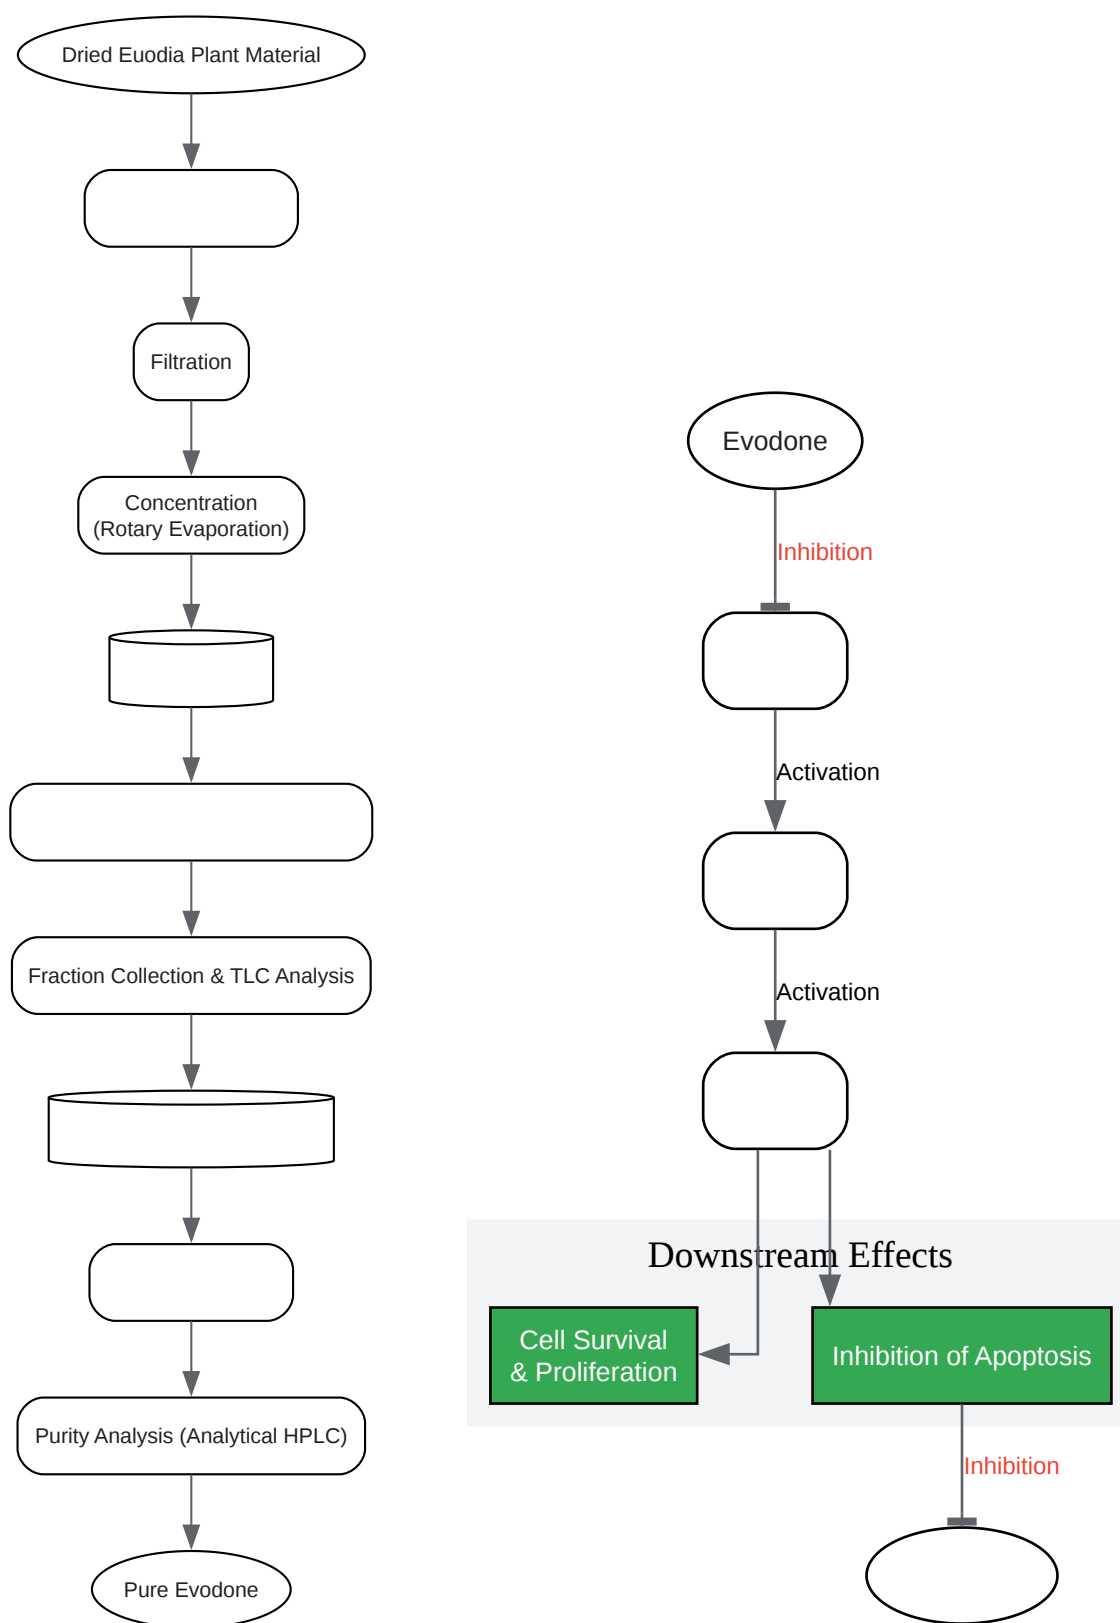 Dried Euodia Plant Material
Filtration
Concentration
(Rotary Evaporation)
Fraction Collection & TLC Analysis
Purity Analysis (Analytical HPLC)
Pure Evodone
Evodone
Inhibition
Activation
Activation
Downstream Effects
Cell Survival
& Proliferation
Inhibition of Apoptosis
Inhibition